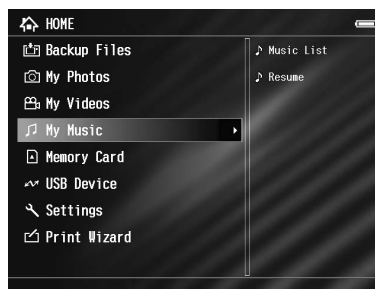 HOME
Backup Files
My Photos
My Videos
My Music
Memory Card
USB Device
Settings
Print Wizard
Music List
Resume